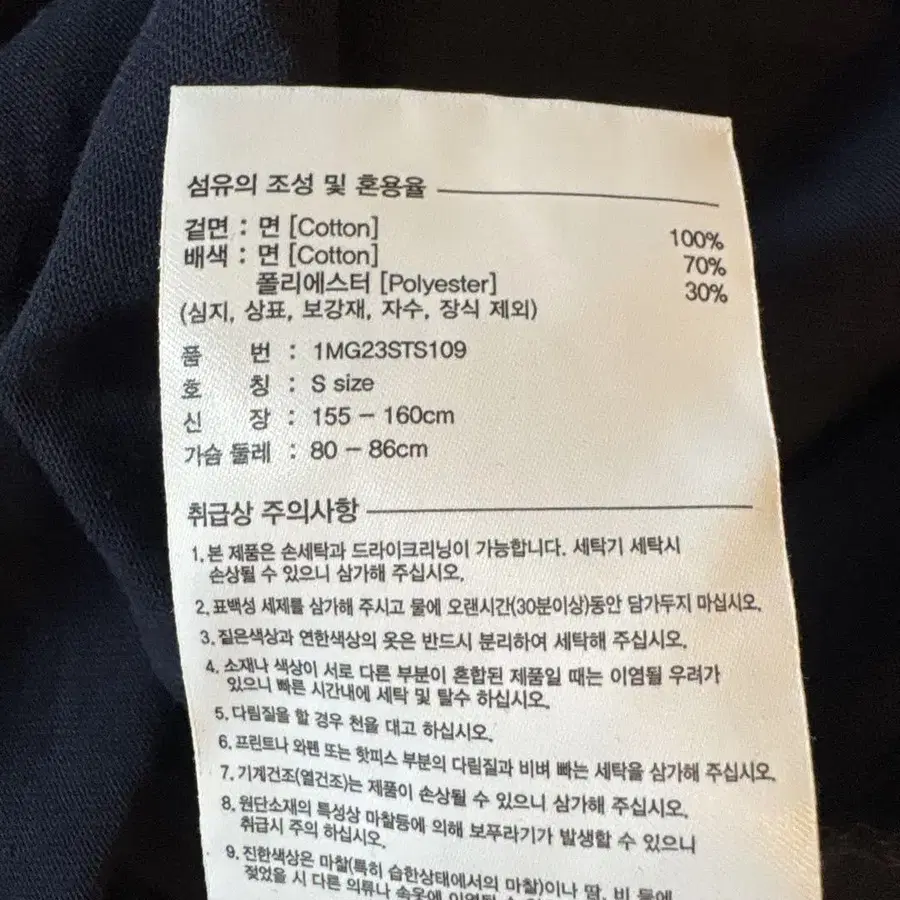 섬유의 조성 및 혼용율
겉면 : 면 [Cotton] 100%
배색 : 면 [Cotton] 70%
폴리에스터 [Polyester] 30%
(심지, 상표, 보강재, 자수, 장식 제외)
품 번 : 1MG23STS109
호 칭 : S size
신 장 : 155 - 160cm
가슴 둘레 : 80 - 86cm
취급상 주의사항
1. 본 제품은 손세탁과 드라이크리닝이 가능합니다. 세탁기 세탁시
손상될 수 있으니 삼가해 주십시오.
2. 표백성 세제를 삼가해 주시고 물에 오랜시간(30분이상)동안 담가두지 마십시오.
3. 짙은색상과 연한색상의 옷은 반드시 분리하여 세탁해 주십시오.
4. 소재나 색상이 서로 다른 부분이 혼합된 제품일 때는 이염될 우려가
있으니 빠른 시간내에 세탁 및 탈수 하십시오.
5. 다림질을 할 경우 천을 대고 하십시오.
6. 프린트나 와펜 또는 핫피스 부분의 다림질과 비벼 빠는 세탁을 삼가해 주십시오.
7. 기계건조(열건조)는 제품이 손상될 수 있으니 삼가해 주십시오.
8. 원단소재의 특성상 마찰등에 의해 보푸라기가 발생할 수 있으니
취급시 주의 하십시오.
9. 진한색상은 마찰(특히 습한상태에서의 마찰)이나 땀, 비 등에
젖었을 시 다른 의류나 속옷에 이염될 수